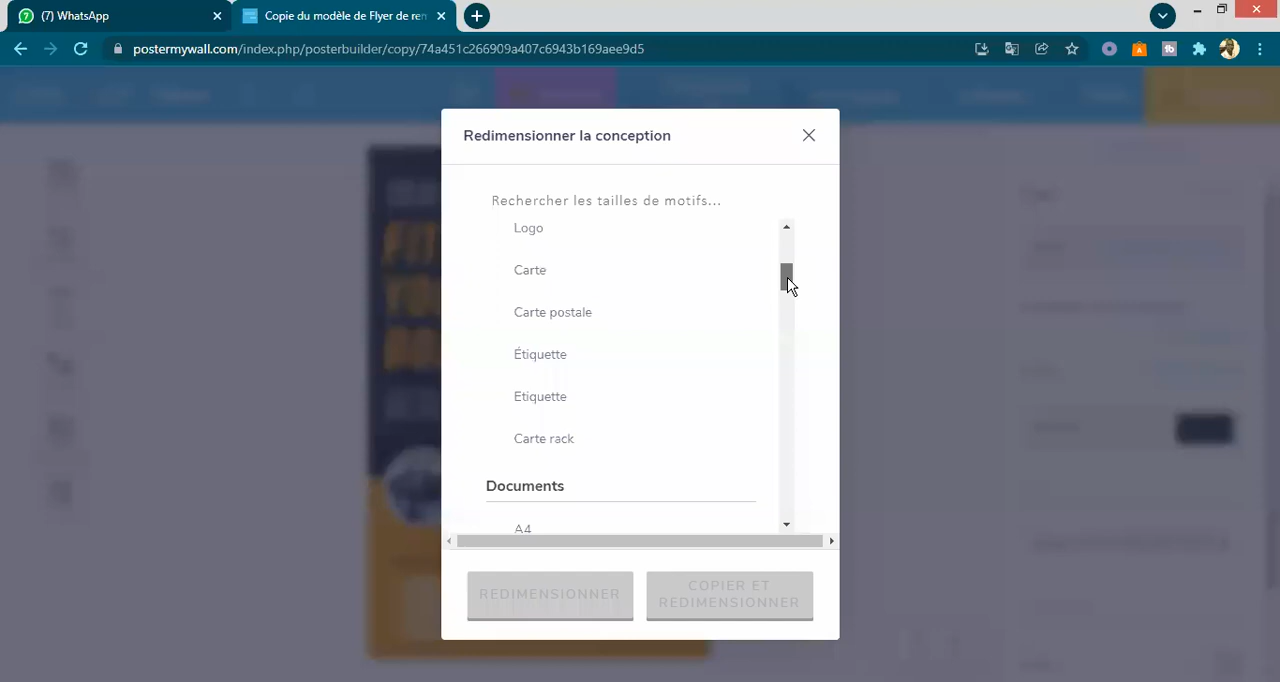 (7) WhatsApp
Copie du modèle de Flyer de ren
postermywall.com/index.php/posterbuilder/copy/74a451c266909a407c6943b169aee9d5
Redimensionner la conception
Rechercher les tailles de motifs...
Logo
Carte
Carte postale
Étiquette
Etiquette
Carte rack
Documents
A4
REDIMENSIONNER
COPIER ET
REDIMENSIONNER